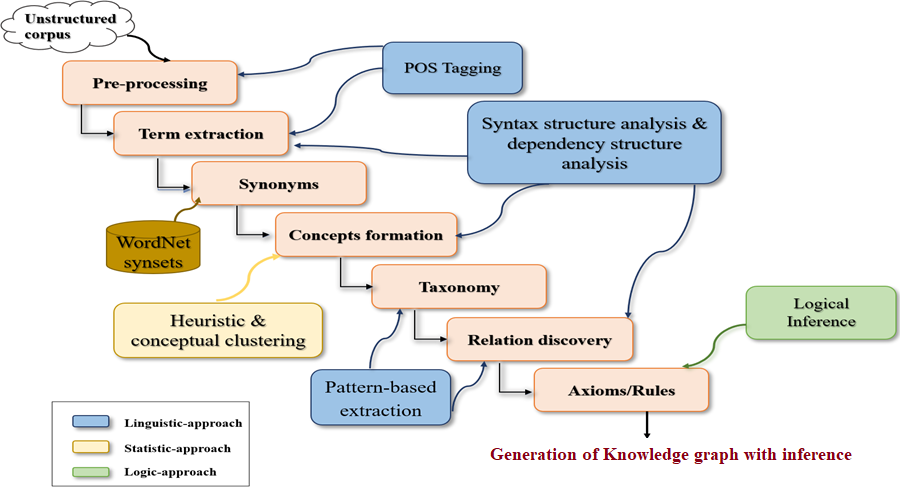 Unstructured
corpus
Pre-processing
POS Tagging
Term extraction
Syntax structure analysis &
dependency structure
analysis
Synonyms
WordNet
synsets
Concepts formation
Taxonomy
Heuristic &
conceptual clustering
Logical
Inference
Relation discovery
Pattern-based
extraction
Axioms/Rules
Linguistic-approach
Statistic-approach
Logic-approach
Generation of Knowledge graph with inference